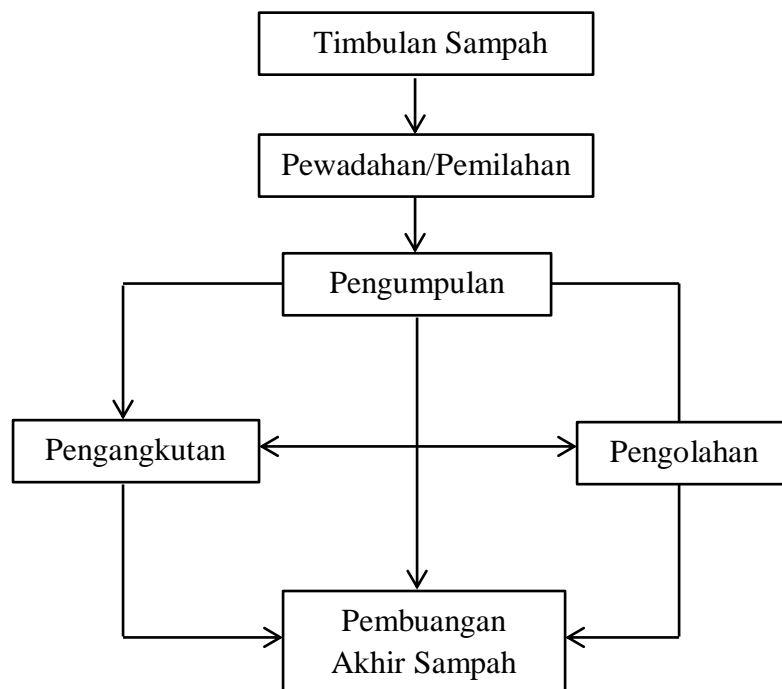 Timbulan Sampah
Pewadahan/Pemilahan
Pengumpulan
Pengangkutan
Pengolahan
Pembuangan
Akhir Sampah